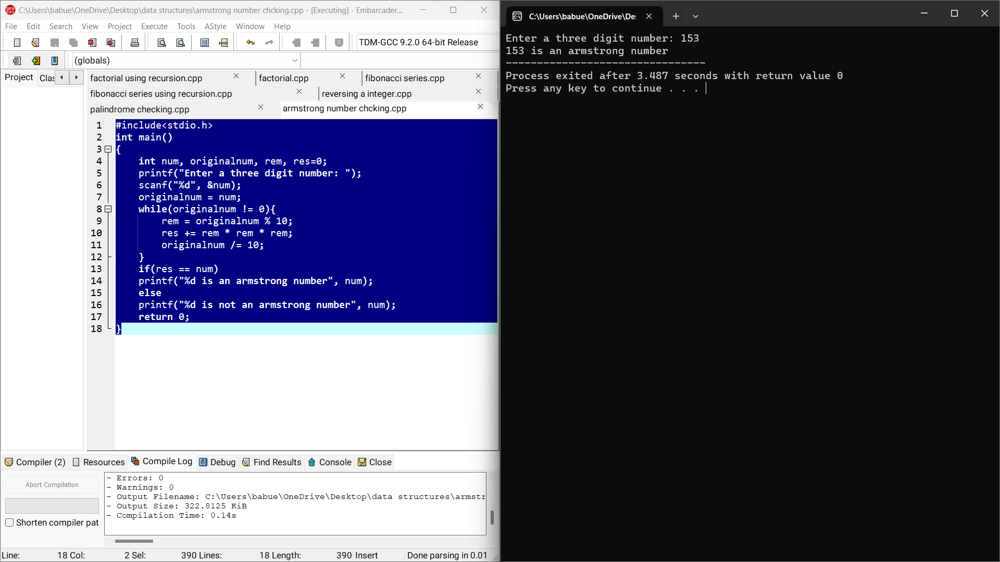 C:\Users\babue\OneDrive\Desktop\data structures\armstrong number chcking.cpp - [Executing] - Embarcader...
File Edit Search View Project Execute Tools AStyle Window Help
TDM-GCC 9.2.0 64-bit Release
(globals)
Project Clas
factorial using recursion.cpp factorial.cpp fibonacci series.cpp
fibonacci series using recursion.cpp reversing a integer.cpp
palindrome checking.cpp armstrong number chcking.cpp
1 #include<stdio.h>
2 int main()
3 {
4 int num, originalnum, rem, res=0;
5 printf("Enter a three digit number: ");
6 scanf("%d", &num);
7 originalnum = num;
8 while(originalnum != 0){
9 rem = originalnum % 10;
10 res += rem * rem * rem;
11 originalnum /= 10;
12 }
13 if(res == num)
14 printf("%d is an armstrong number", num);
15 else
16 printf("%d is not an armstrong number", num);
17 return 0;
18 }
Compiler (2) Resources Compile Log Debug Find Results Console Close
Abort Compilation
Shorten compiler pat
- Errors: 0
- Warnings: 0
- Output Filename: C:\Users\babue\OneDrive\Desktop\data structures\armstr
- Output Size: 322.8125 KiB
- Compilation Time: 0.14s
Line: 18 Col: 2 Sel: 390 Lines: 18 Length: 390 Insert Done parsing in 0.01
C:\Users\babue\OneDrive\De
Enter a three digit number: 153
153 is an armstrong number
--------------------------------
Process exited after 3.487 seconds with return value 0
Press any key to continue . . .